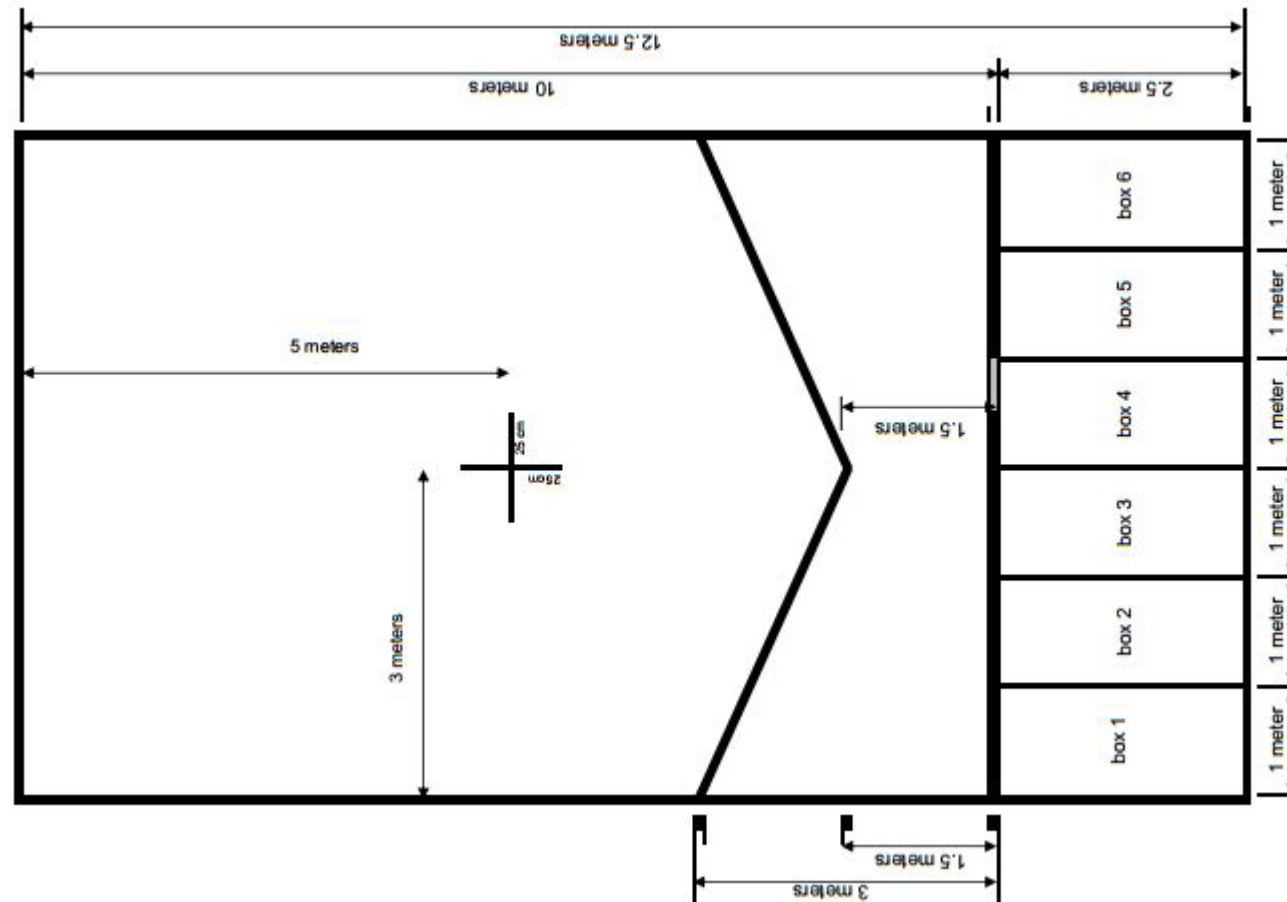 12.5 meters
10 meters
2.5 meters
box 6
box 5
box 4
box 3
box 2
box 1
1 meter
1 meter
1 meter
1 meter
1 meter
1 meter
5 meters
25 cm
25cm
1.5 meters
3 meters
1.5 meters
3 meters